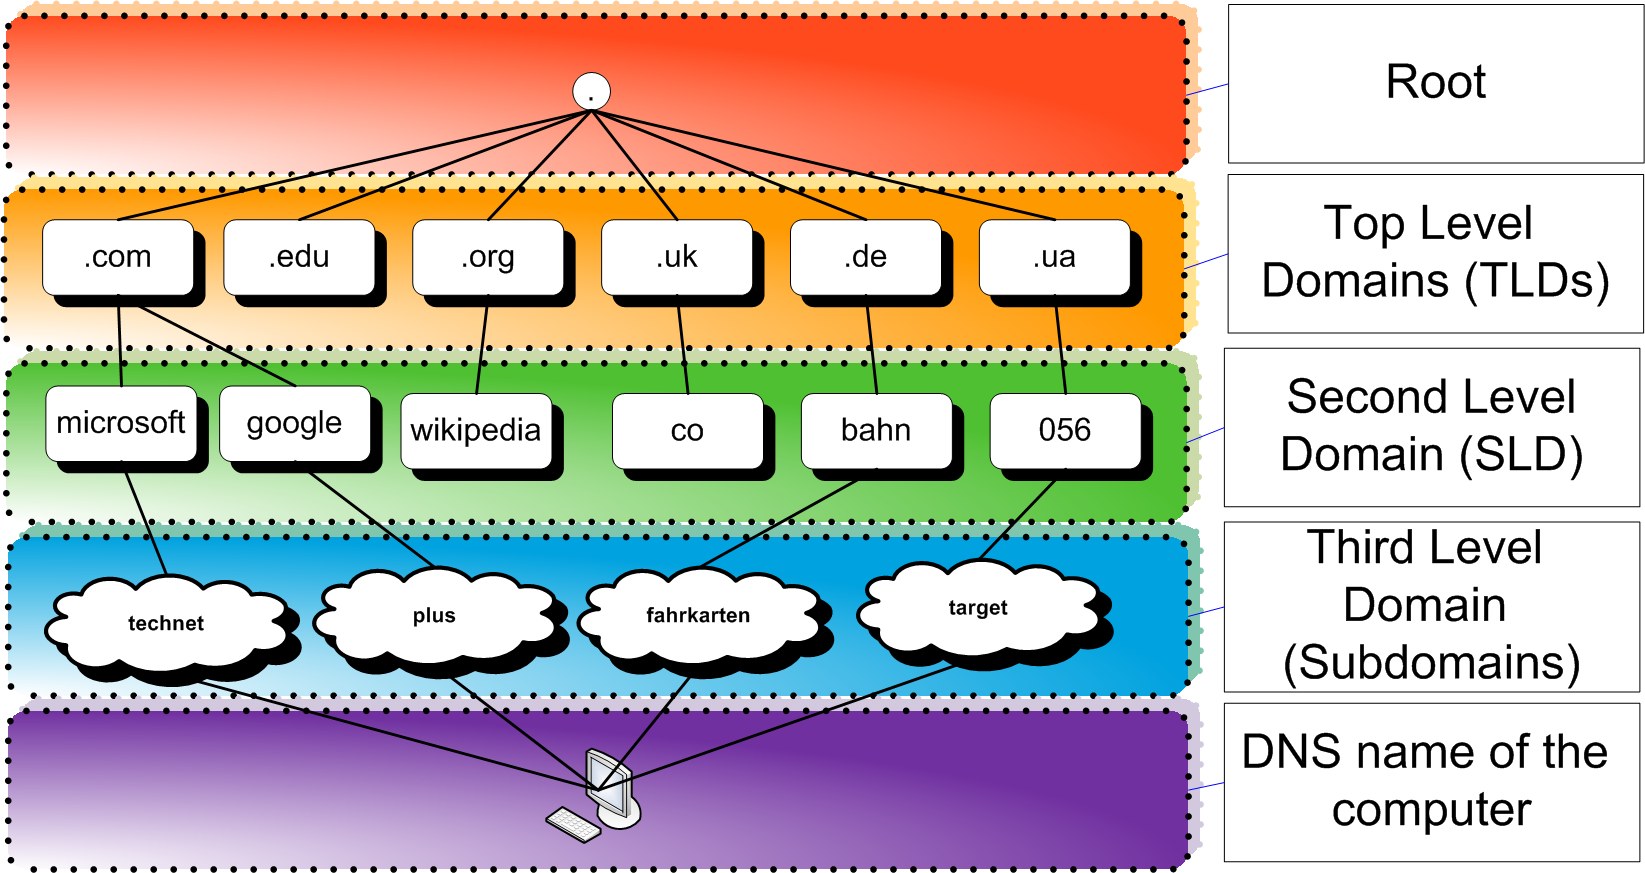 .
Root
.com
.edu
.org
.uk
.de
.ua
Top Level
Domains (TLDs)
microsoft
google
wikipedia
co
bahn
056
Second Level
Domain (SLD)
technet
plus
fahrkarten
target
Third Level
Domain
(Subdomains)
DNS name of the
computer